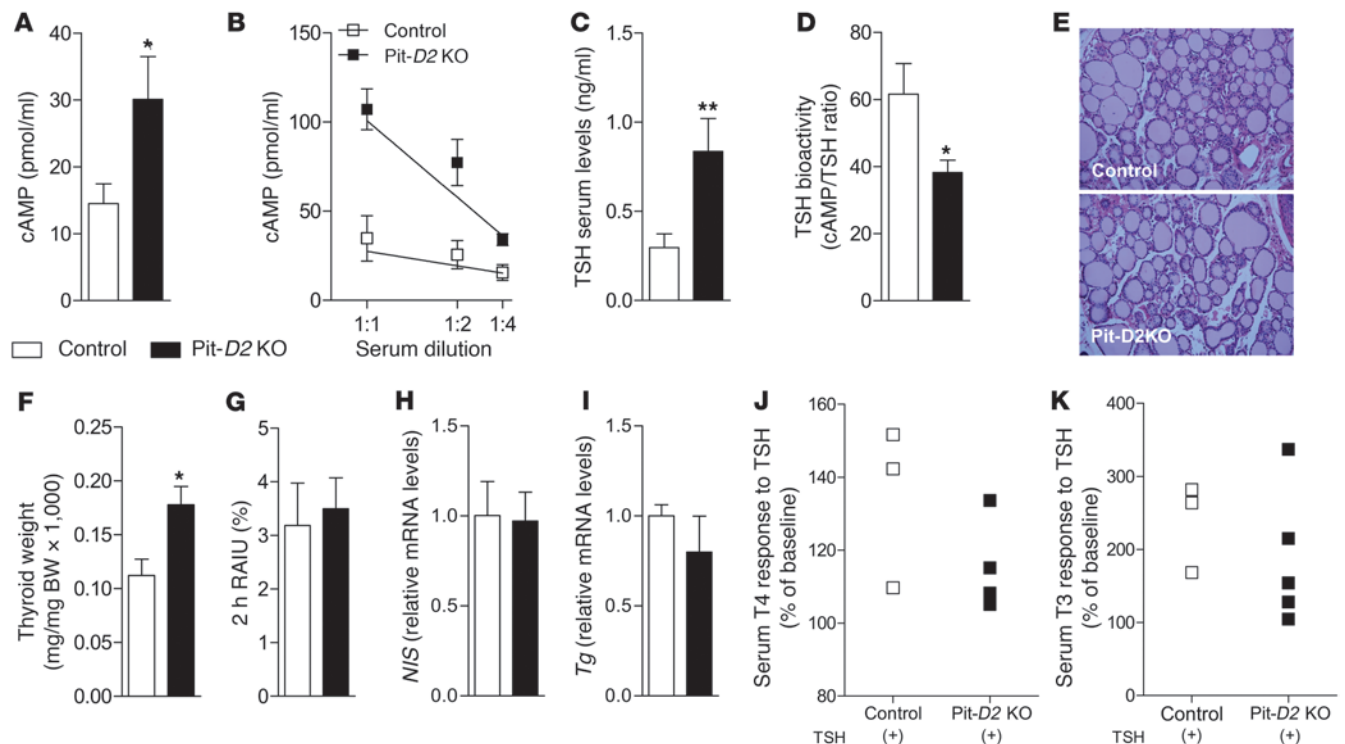 A
cAMP (pmol/ml)
40
30
20
10
0
*
B
cAMP (pmol/ml)
150
100
50
0
Control
Pit-D2 KO
1:1
1:2
1:4
Serum dilution
C
TSH serum levels (ng/ml)
1.5
1.0
0.5
0.0
**
D
TSH bioactivity
(cAMP/TSH ratio)
80
60
40
20
0
*
E
Control
Pit-D2KO
Control
Pit-D2 KO
F
Thyroid weight
(mg/mg BW × 1,000)
0.25
0.20
0.15
0.10
0.05
0.00
*
G
2 h RAIU (%)
5
4
3
2
1
0
H
NIS (relative mRNA levels)
1.5
1.0
0.5
0.0
I
Tg (relative mRNA levels)
1.5
1.0
0.5
0.0
J
Serum T4 response to TSH
(% of baseline)
160
140
120
100
80
Control
Pit-D2 KO
TSH
(+)
(+)
K
Serum T3 response to TSH
(% of baseline)
400
300
200
100
0
Control
Pit-D2 KO
TSH
(+)
(+)